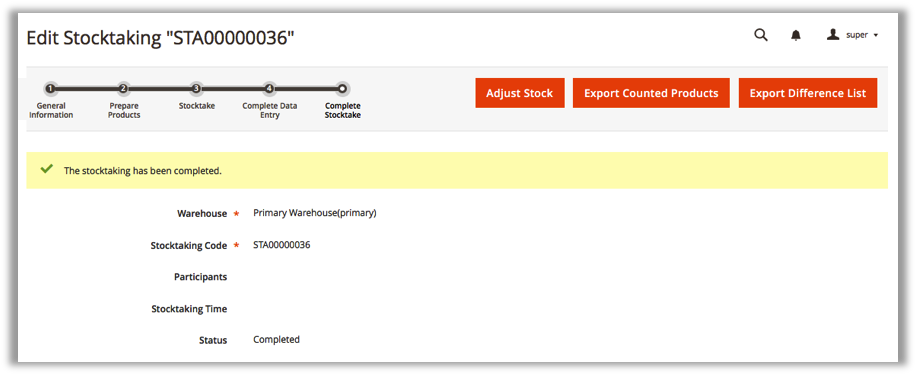 Edit Stocktaking "STA00000036"
super
1 2 3 4
General Information
Prepare Products
Stocktake
Complete Data Entry
Complete Stocktake
Adjust Stock
Export Counted Products
Export Difference List
The stocktaking has been completed.
Warehouse * Primary Warehouse(primary)
Stocktaking Code * STA00000036
Participants
Stocktaking Time
Status Completed